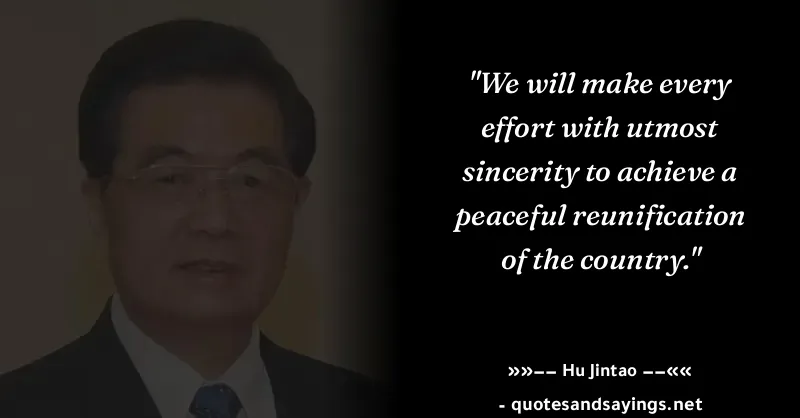 "We will make every
effort with utmost
sincerity to achieve a
peaceful reunification
of the country."
»»–– Hu Jintao ––««
- quotesandsayings.net